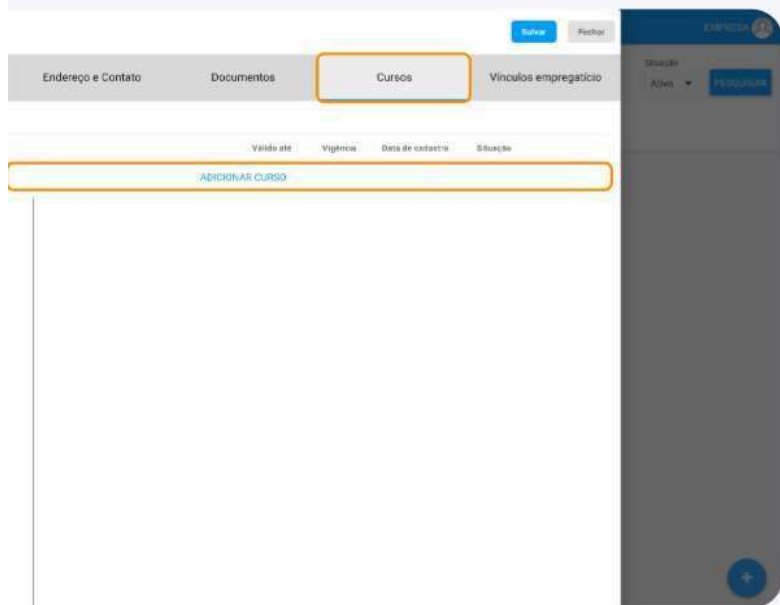 Salvar Fechar
EMPRESA
Endereço e Contato Documentos Cursos Vínculos empregatício
Situação
Ativo PESQUISAR
Válido até Vigência Data de cadastro Situação
ADICIONAR CURSO